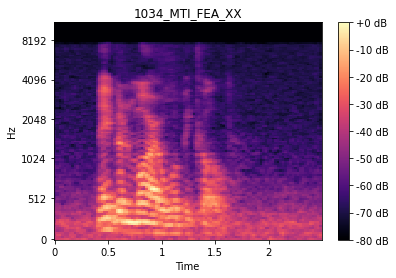 1034_MTI_FEA_XX
+0 dB
8192
-10 dB
4096
-20 dB
-30 dB
2048
Hz
-40 dB
1024
-50 dB
512
-60 dB
-70 dB
0
-80 dB
0 0.5 1 1.5 2
Time